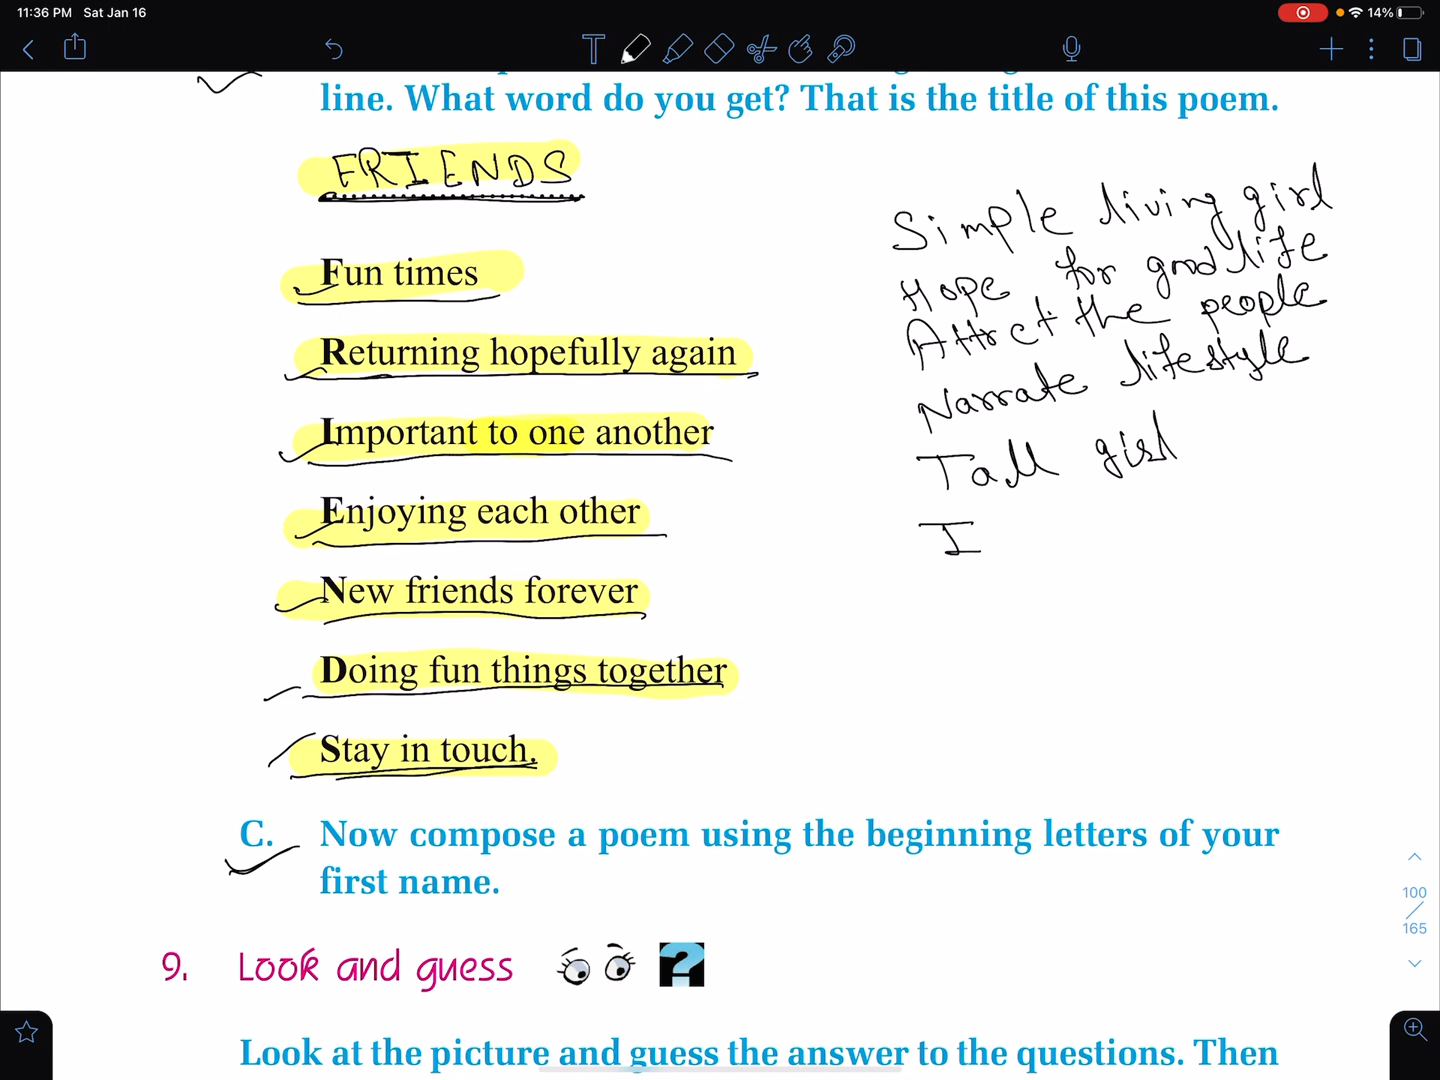 11:36 PM Sat Jan 16
14%
line. What word do you get? That is the title of this poem.
FRIENDS
Fun times
Returning hopefully again
Important to one another
Enjoying each other
New friends forever
Doing fun things together
Stay in touch.
Simple living girl
Hope for good life
Attrct the people
Narrate lifestyle
Tall girl
I
C. Now compose a poem using the beginning letters of your
first name.
100
165
9. Look and guess
Look at the picture and guess the answer to the questions. Then